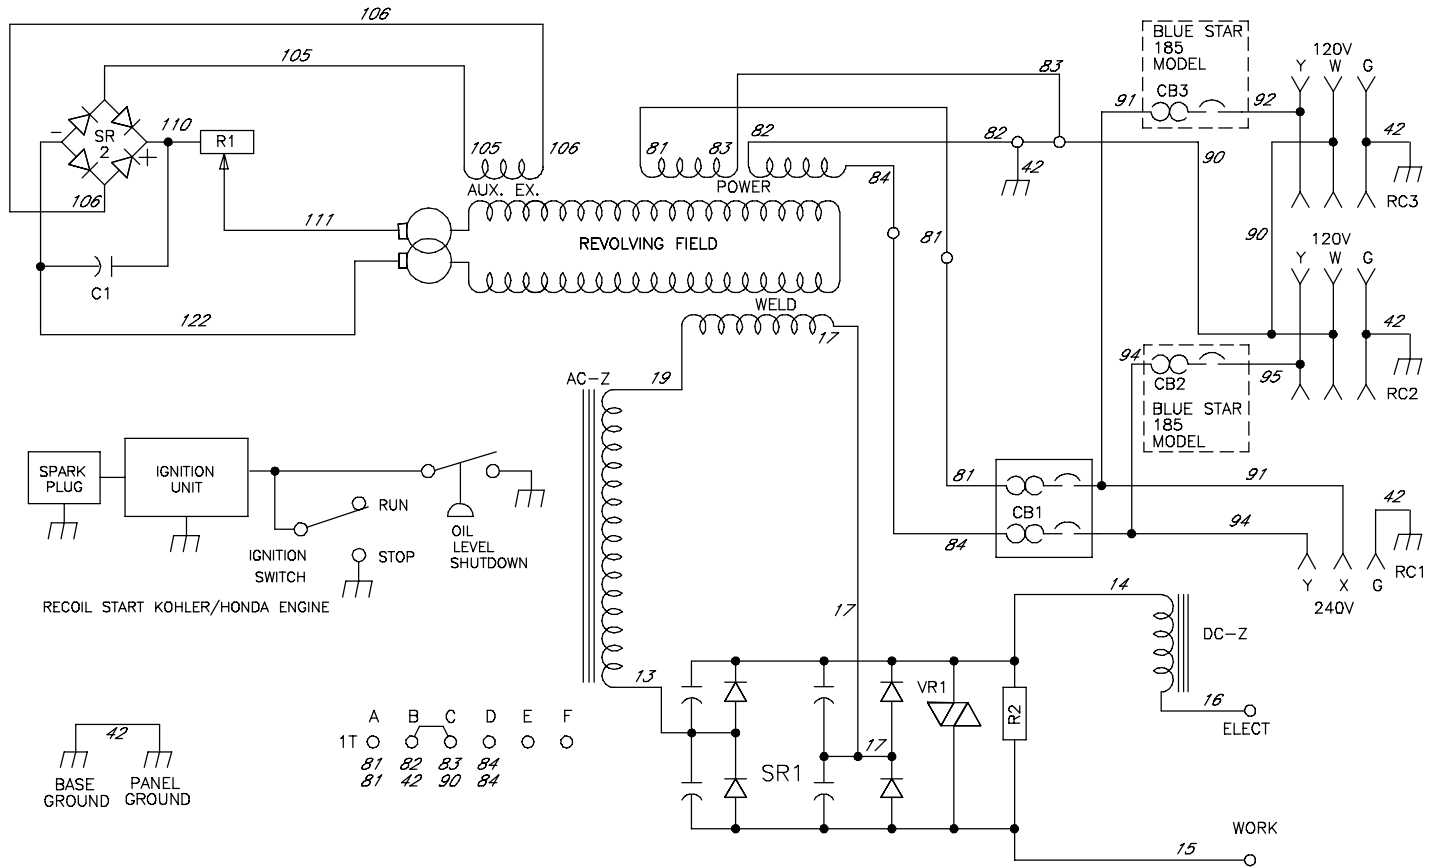 106
105
BLUE STAR
185
MODEL
120V
Y W G
CB3
91
92
83
82
82
42
SR
2
-
+
110
R1
105
106
81
83
84
POWER
AUX. EX.
42
90
RC3
106
111
REVOLVING FIELD
81
90
120V
Y W G
C1
122
WELD
17
42
94
CB2
95
RC2
BLUE STAR
185
MODEL
AC-Z
19
SPARK
PLUG
IGNITION
UNIT
RUN
OIL
LEVEL
SHUTDOWN
IGNITION
SWITCH
STOP
RECOIL START KOHLER/HONDA ENGINE
81
CB1
84
91
94
42
RC1
Y X G
240V
17
14
DC-Z
13
VR1
R2
16
ELECT
17
SR1
A B C D E F
1T
81 82 83 84
81 42 90 84
42
BASE
GROUND
PANEL
GROUND
WORK
15